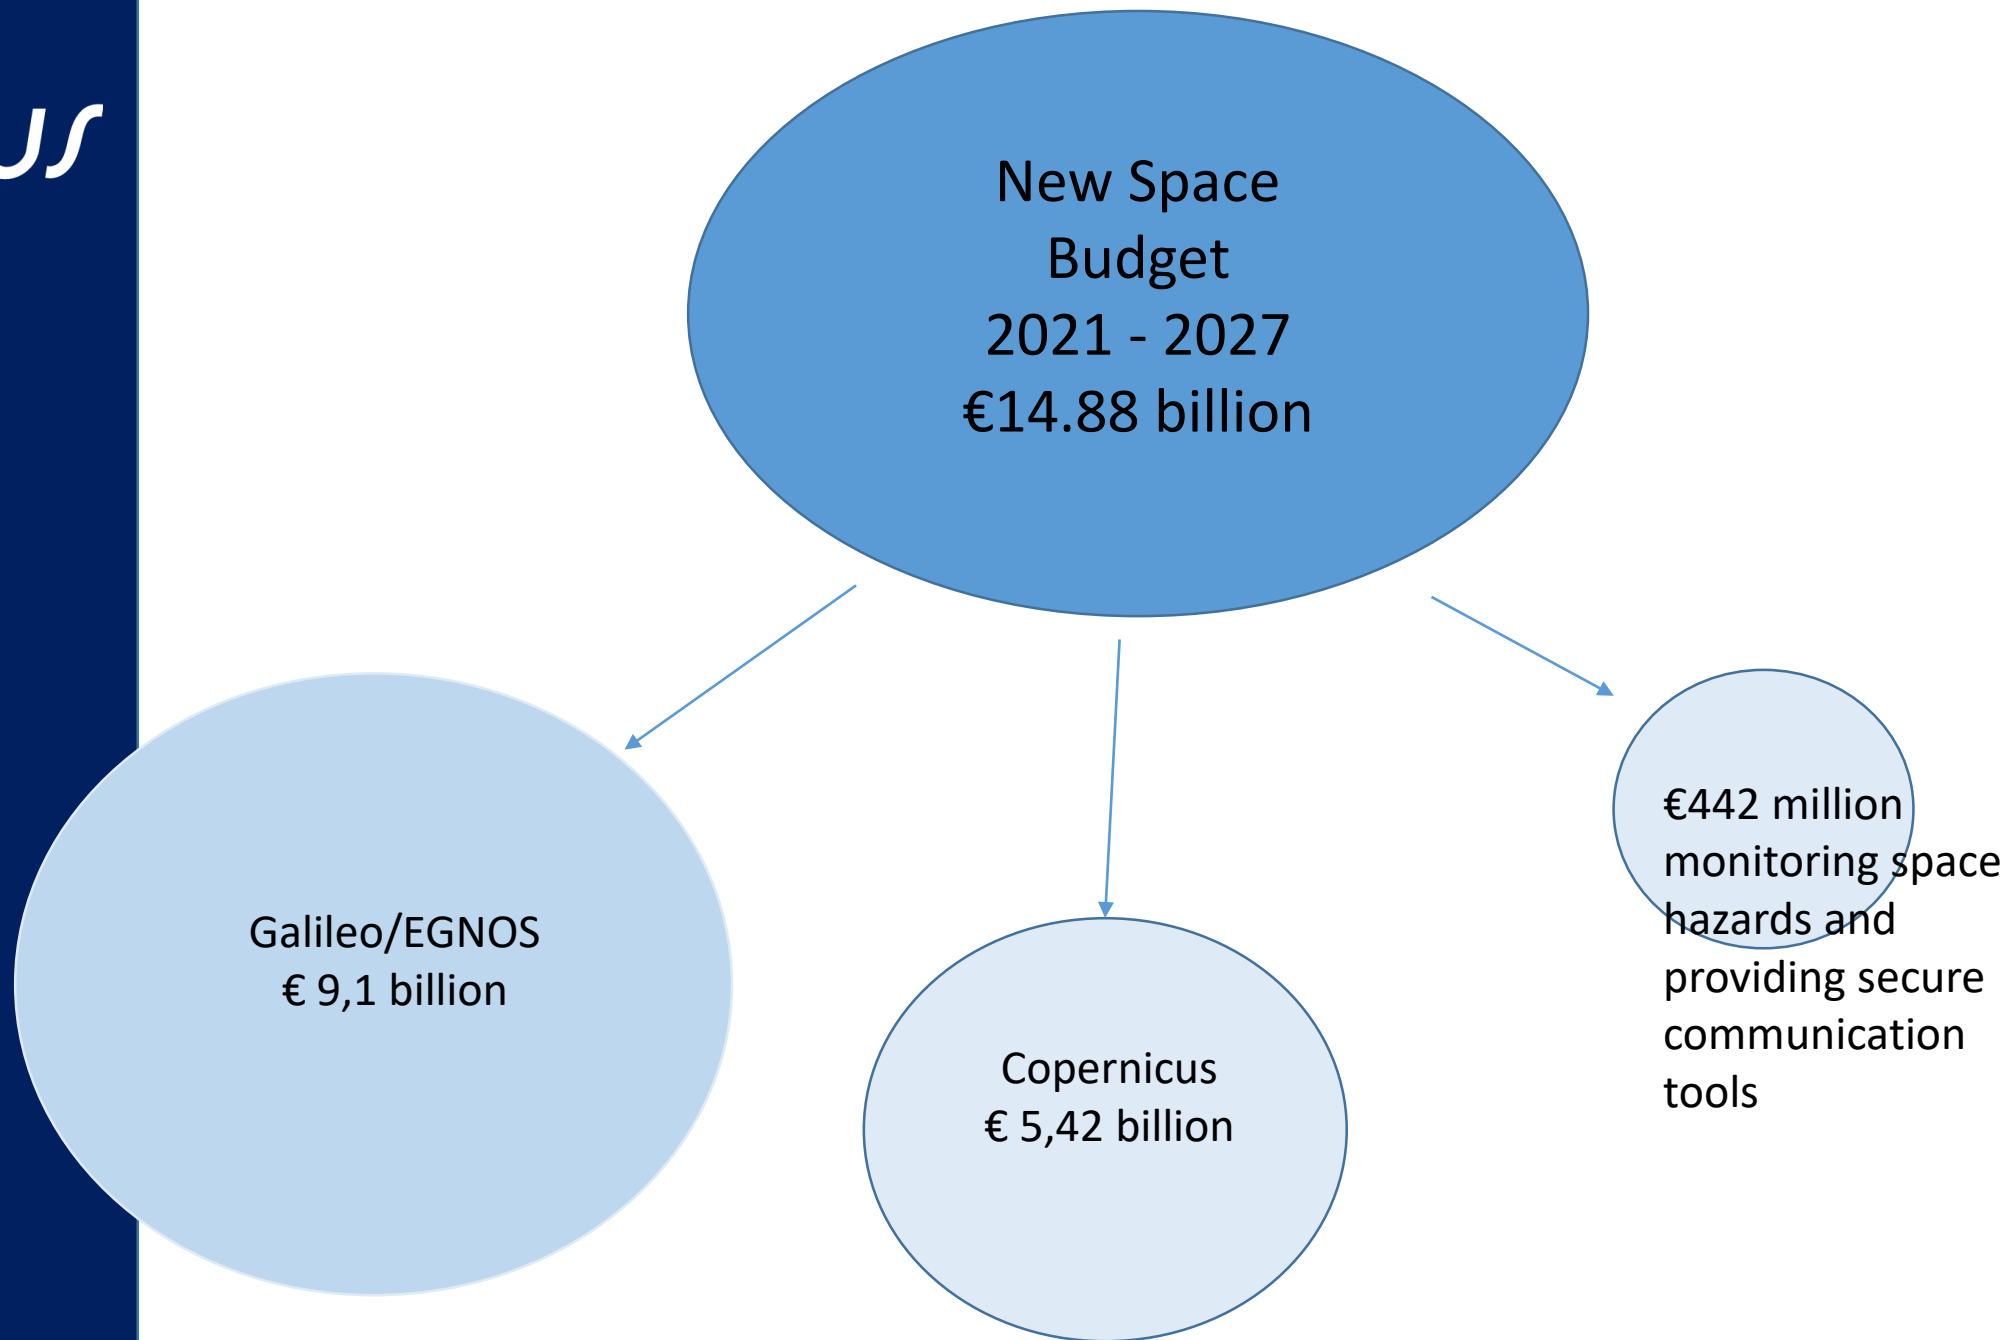 us
New Space
Budget
2021 - 2027
€14.88 billion
Galileo/EGNOS
€ 9,1 billion
Copernicus
€ 5,42 billion
€442 million
monitoring space
hazards and
providing secure
communication
tools